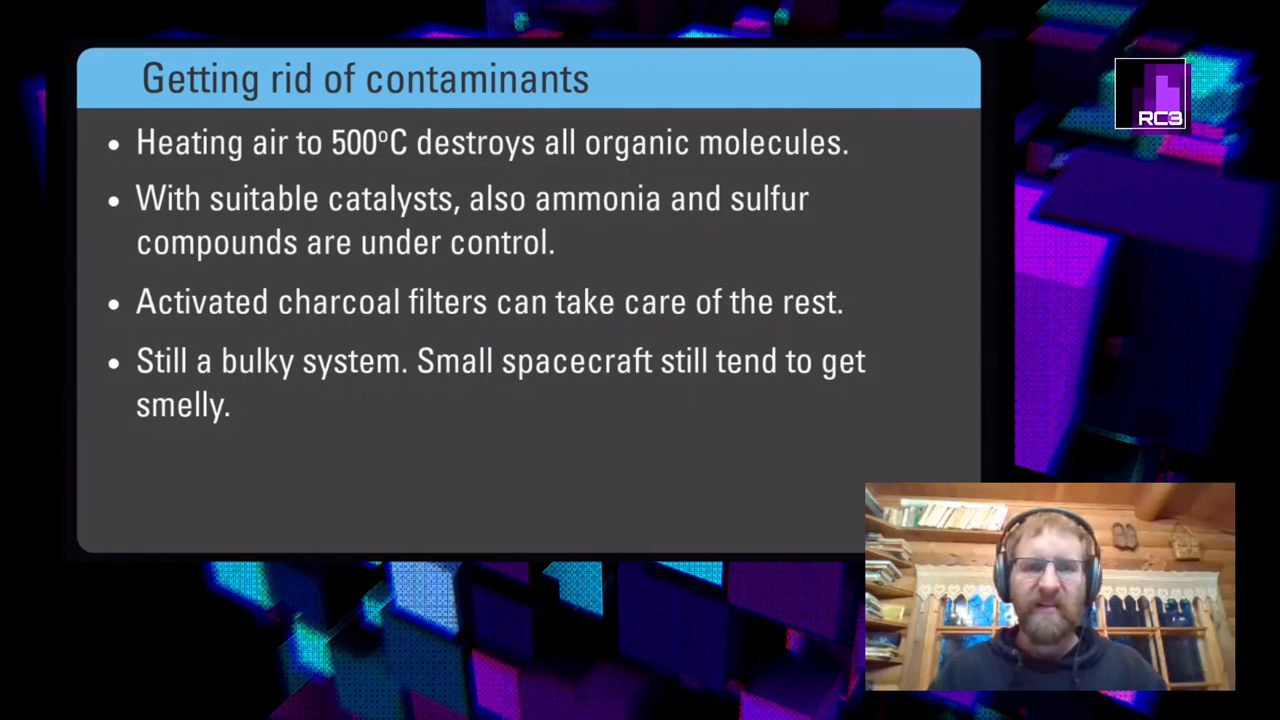 Getting rid of contaminants
RC3
• Heating air to 500°C destroys all organic molecules.
• With suitable catalysts, also ammonia and sulfur
compounds are under control.
• Activated charcoal filters can take care of the rest.
• Still a bulky system. Small spacecraft still tend to get
smelly.